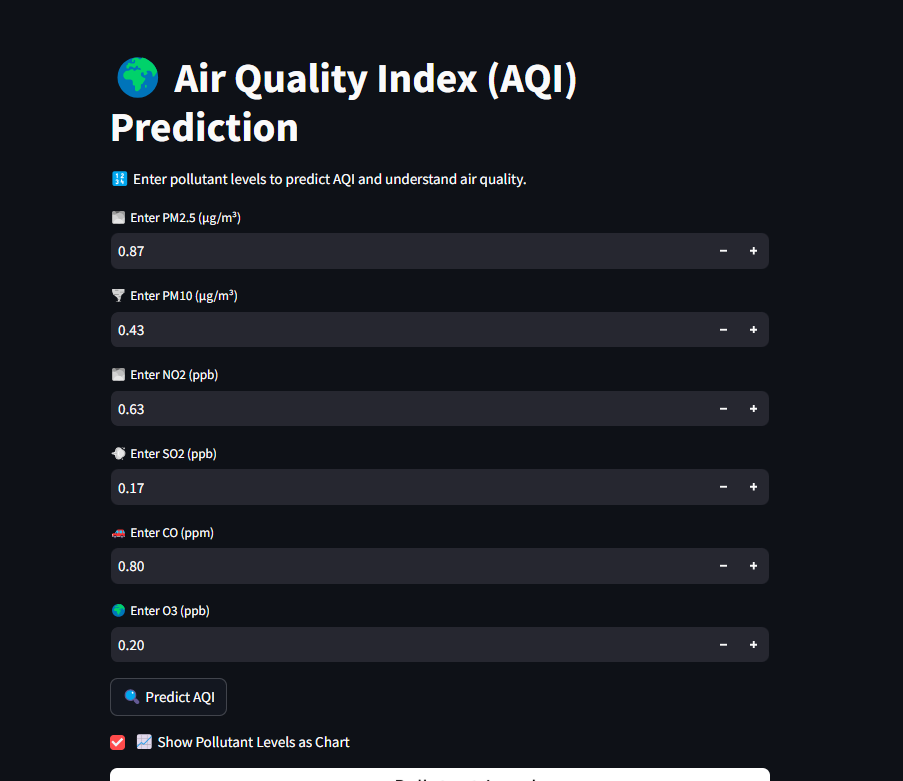 Air Quality Index (AQI)
Prediction
Enter pollutant levels to predict AQI and understand air quality.
Enter PM2.5 (µg/m³)
0.87
Enter PM10 (µg/m³)
0.43
Enter NO2 (ppb)
0.63
Enter SO2 (ppb)
0.17
Enter CO (ppm)
0.80
Enter O3 (ppb)
0.20
Predict AQI
Show Pollutant Levels as Chart